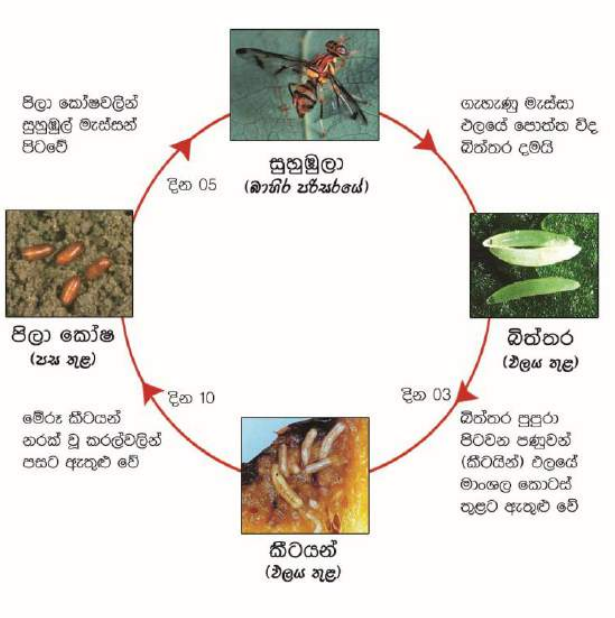 පිලා කෝෂවලින්
සුහුඹුල් මැස්සන්
පිටවේ
ගැහැණු මැස්සා
ඵලයේ පොත්ත විද
බිත්තර දමයි
සුහුඹුලා
(බාහිර පරිසරයේ)
දින 05
පිලා කෝෂ
(පස තුළ)
බිත්තර
(ඵලය තුළ)
දින 10
දින 03
මේරූ කීටයන්
නරක් වූ කරල්වලින්
පසට ඇතුළු වේ
බිත්තර පුපුරා
පිටවන පණුවන්
(කීටයින්) ඵලයේ
මාංශල කොටස්
තුළට ඇතුළු වේ
කීටයන්
(ඵලය තුළ)